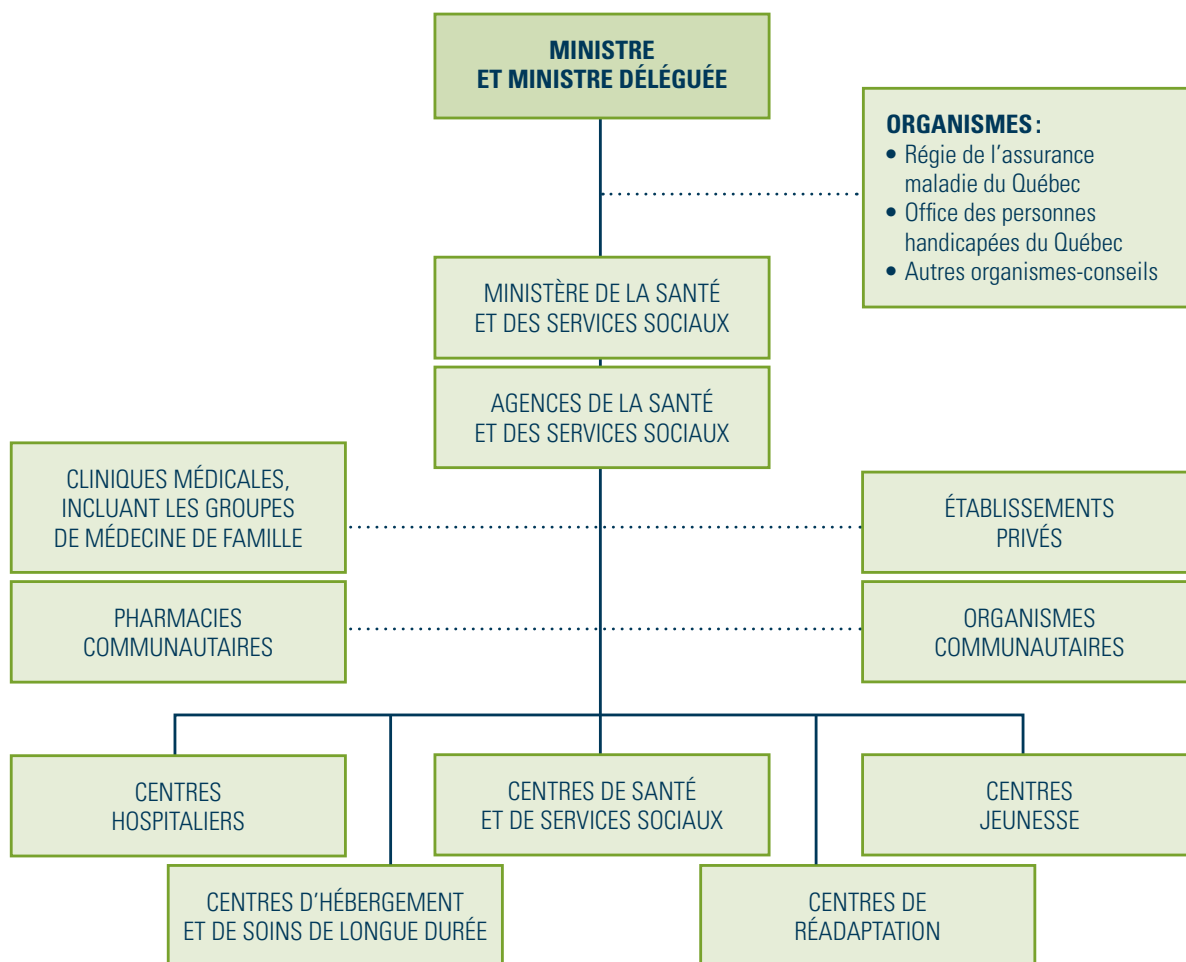 MINISTRE
ET MINISTRE DÉLÉGUÉE
ORGANISMES :
• Régie de l'assurance
maladie du Québec
• Office des personnes
handicapées du Québec
• Autres organismes-conseils
MINISTÈRE DE LA SANTÉ
ET DES SERVICES SOCIAUX
AGENCES DE LA SANTÉ
ET DES SERVICES SOCIAUX
CLINIQUES MÉDICALES,
INCLUANT LES GROUPES
DE MÉDECINE DE FAMILLE
ÉTABLISSEMENTS
PRIVÉS
PHARMACIES
COMMUNAUTAIRES
ORGANISMES
COMMUNAUTAIRES
CENTRES
HOSPITALIERS
CENTRES DE SANTÉ
ET DE SERVICES SOCIAUX
CENTRES
JEUNESSE
CENTRES D'HÉBERGEMENT
ET DE SOINS DE LONGUE DURÉE
CENTRES DE
RÉADAPTATION